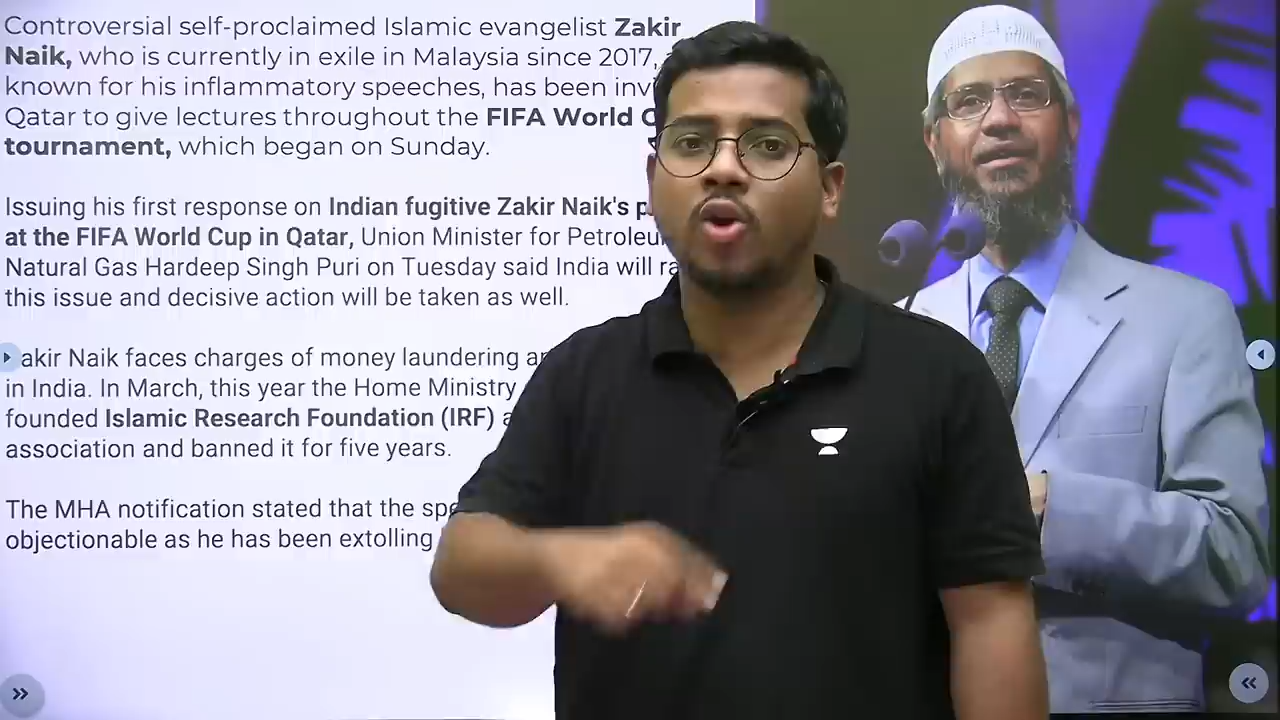 Controversial self-proclaimed Islamic evangelist Zakir
Naik, who is currently in exile in Malaysia since 2017,
known for his inflammatory speeches, has been
Qatar to give lectures throughout the FIFA World
tournament, which began on Sunday.
Issuing his first response on Indian fugitive Zakir Naik's
at the FIFA World Cup in Qatar, Union Minister for
Natural Gas Hardeep Singh Puri on Tuesday said India will
this issue and decisive action will be taken as well.
akir Naik faces charges of money laundering
in India. In March, this year the Home Ministry
founded Islamic Research Foundation (IRF)
association and banned it for five years.
The MHA notification stated that the
objectionable as he has been extolling